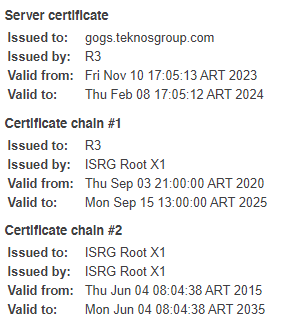 Server certificate
Issued to: gogs.teknosgroup.com
Issued by: R3
Valid from: Fri Nov 10 17:05:13 ART 2023
Valid to: Thu Feb 08 17:05:12 ART 2024
Certificate chain #1
Issued to: R3
Issued by: ISRG Root X1
Valid from: Thu Sep 03 21:00:00 ART 2020
Valid to: Mon Sep 15 13:00:00 ART 2025
Certificate chain #2
Issued to: ISRG Root X1
Issued by: ISRG Root X1
Valid from: Thu Jun 04 08:04:38 ART 2015
Valid to: Mon Jun 04 08:04:38 ART 2035